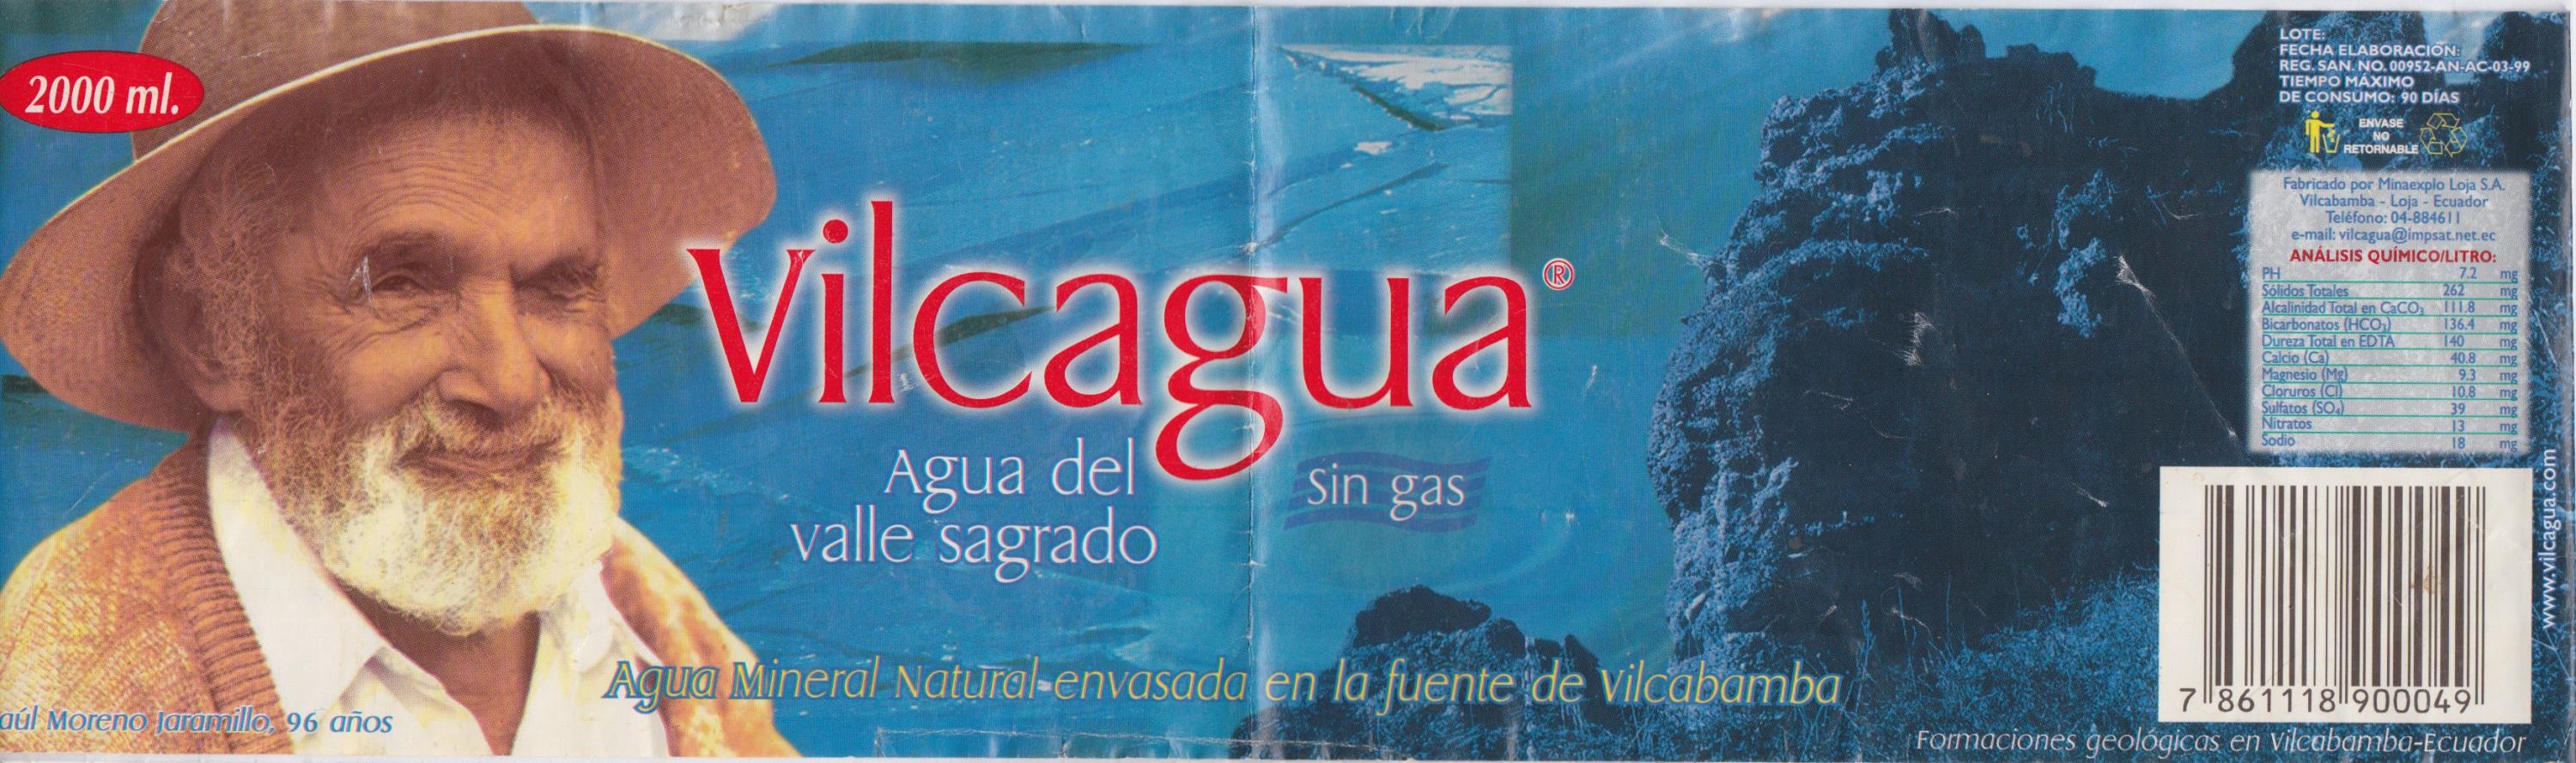 2000 ml.
Vilcagua®
Agua del
valle sagrado
Sin gas
Agua Mineral Natural envasada en la fuente de Vilcabamba
aúl Moreno Jaramillo, 96 años
LOTE:
FECHA ELABORACIÓN:
REG. SAN. NO. 00952-AN-AC-03-99
TIEMPO MÁXIMO
DE CONSUMO: 90 DÍAS
ENVASE
NO
RETORNABLE
Fabricado por Minaexplo Loja S.A.
Vilcabamba - Loja - Ecuador
Teléfono: 04-884611
e-mail: vilcagua@impsat.net.ec
ANÁLISIS QUÍMICO/LITRO:
PH 7.2 mg
Sólidos Totales 262 mg
Alcalinidad Total en CaCO3 111.8 mg
Bicarbonatos (HCO3) 136.4 mg
Dureza Total en EDTA 140 mg
Calcio (Ca) 40.8 mg
Magnesio (Mg) 9.3 mg
Cloruros (Cl) 10.8 mg
Sulfatos (SO4) 39 mg
Nitratos 13 mg
Sodio 18 mg
www.vilcagua.com
7 861118 900049
Formaciones geológicas en Vilcabamba-Ecuador